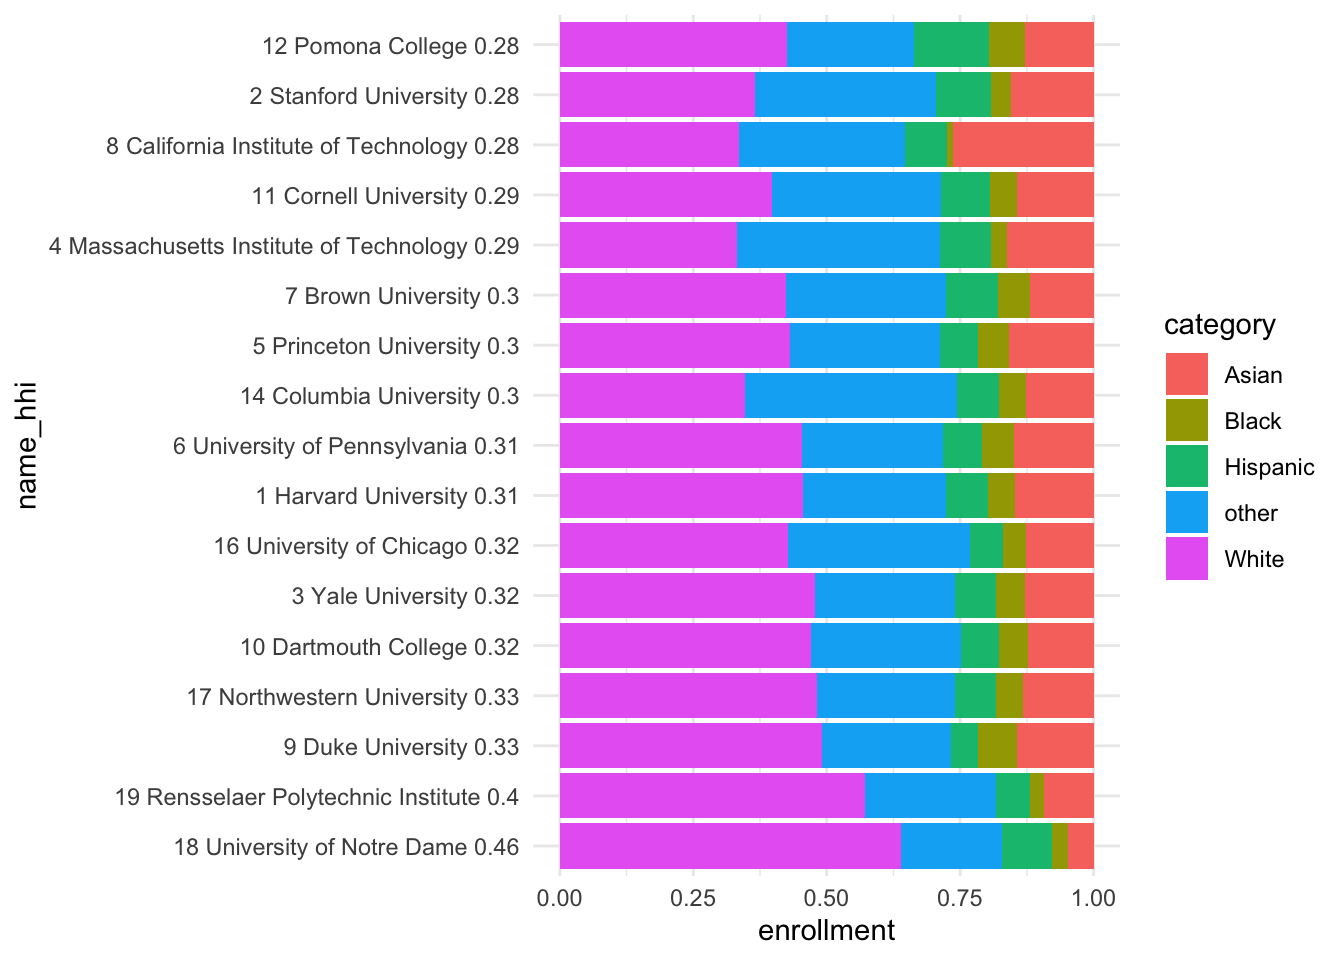 12 Pomona College 0.28
2 Stanford University 0.28
8 California Institute of Technology 0.28
11 Cornell University 0.29
4 Massachusetts Institute of Technology 0.29
7 Brown University 0.3
5 Princeton University 0.3
14 Columbia University 0.3
6 University of Pennsylvania 0.31
1 Harvard University 0.31
16 University of Chicago 0.32
3 Yale University 0.32
10 Dartmouth College 0.32
17 Northwestern University 0.33
9 Duke University 0.33
19 Rensselaer Polytechnic Institute 0.4
18 University of Notre Dame 0.46
name_hhi
0.00 0.25 0.50 0.75 1.00
enrollment
category
Asian
Black
Hispanic
other
White